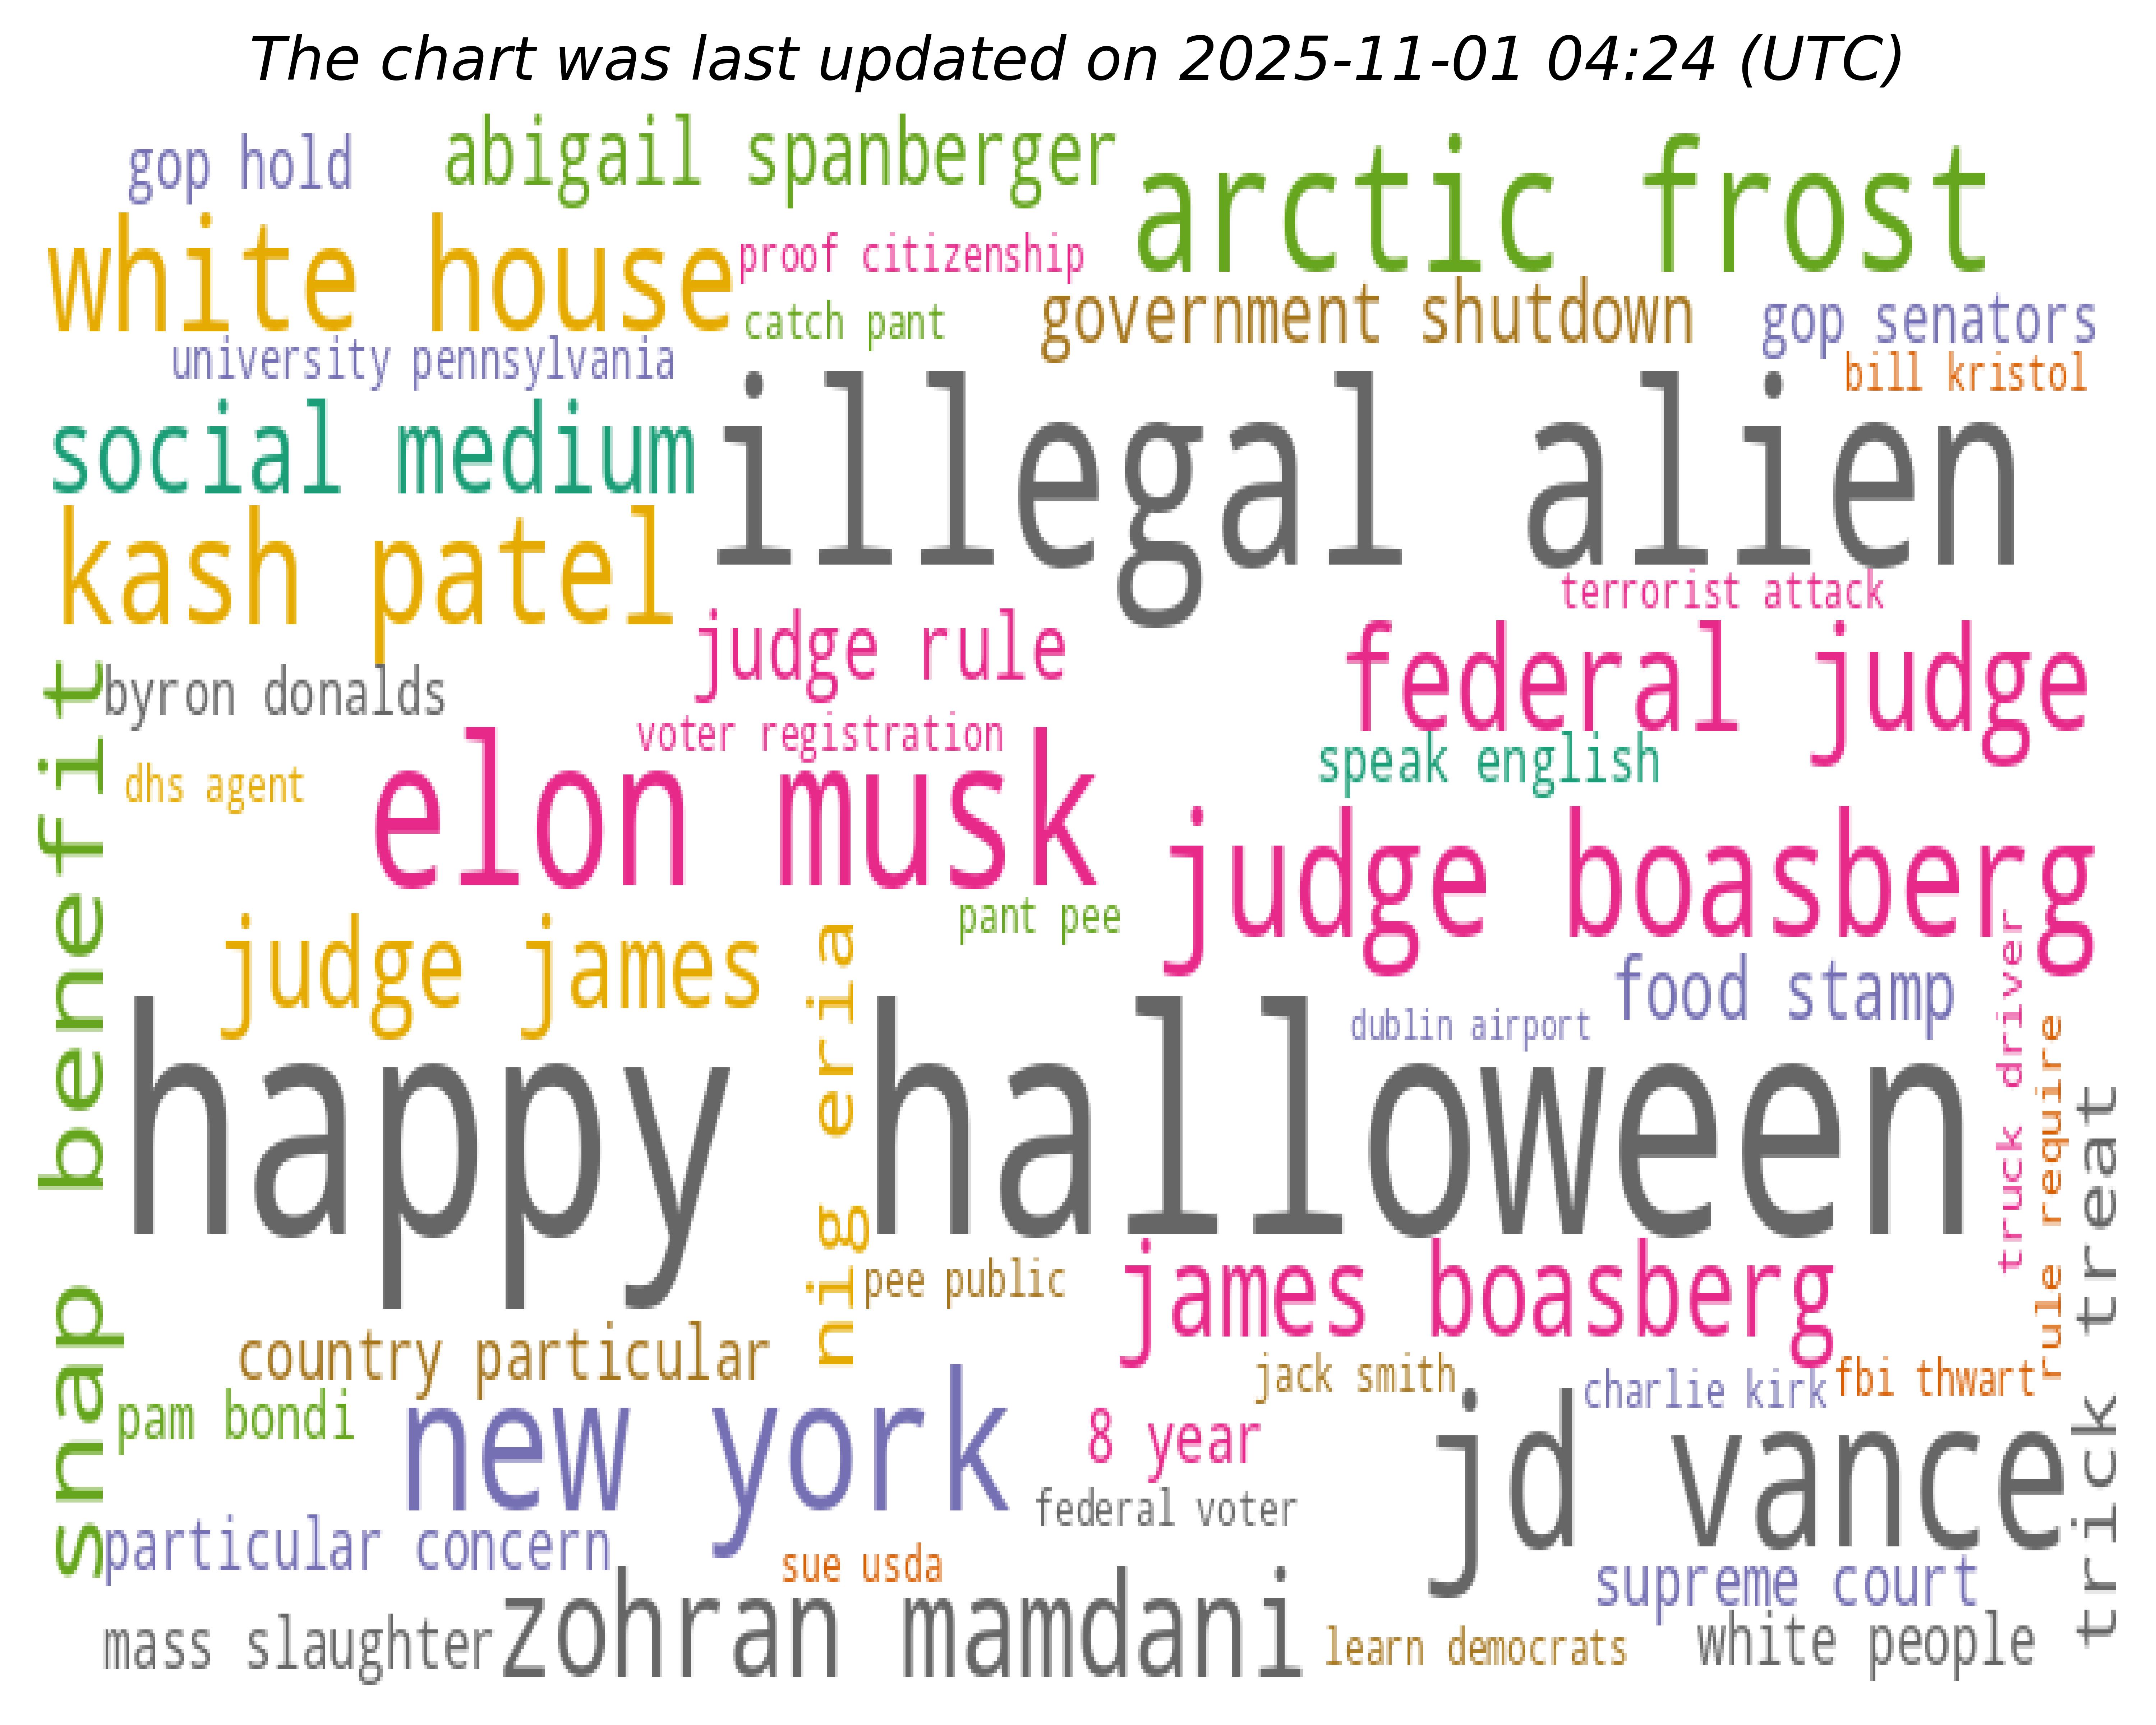 The chart was last updated on 2025-11-01 04:24 (UTC)
gop hold
abigail spanberger
arctic frost
white house
proof citizenship
catch pant
government shutdown
gop senators
university pennsylvania
bill kristol
social medium
illegal alien
kash patel
terrorist attack
judge rule
federal judge
byron donalds
voter registration
speak english
dhs agent
elon musk
judge boasberg
pant pee
judge james
food stamp
dublin airport
snap benefit
happy halloween
nig eria
truck driver
rule require
trick treat
pee public
james boasberg
country particular
jack smith
charlie kirk
fbi thwart
pam bondi
new york
8 year
jd vance
federal voter
particular concern
sue usda
supreme court
mass slaughter
zohran mamdani
learn democrats
white people